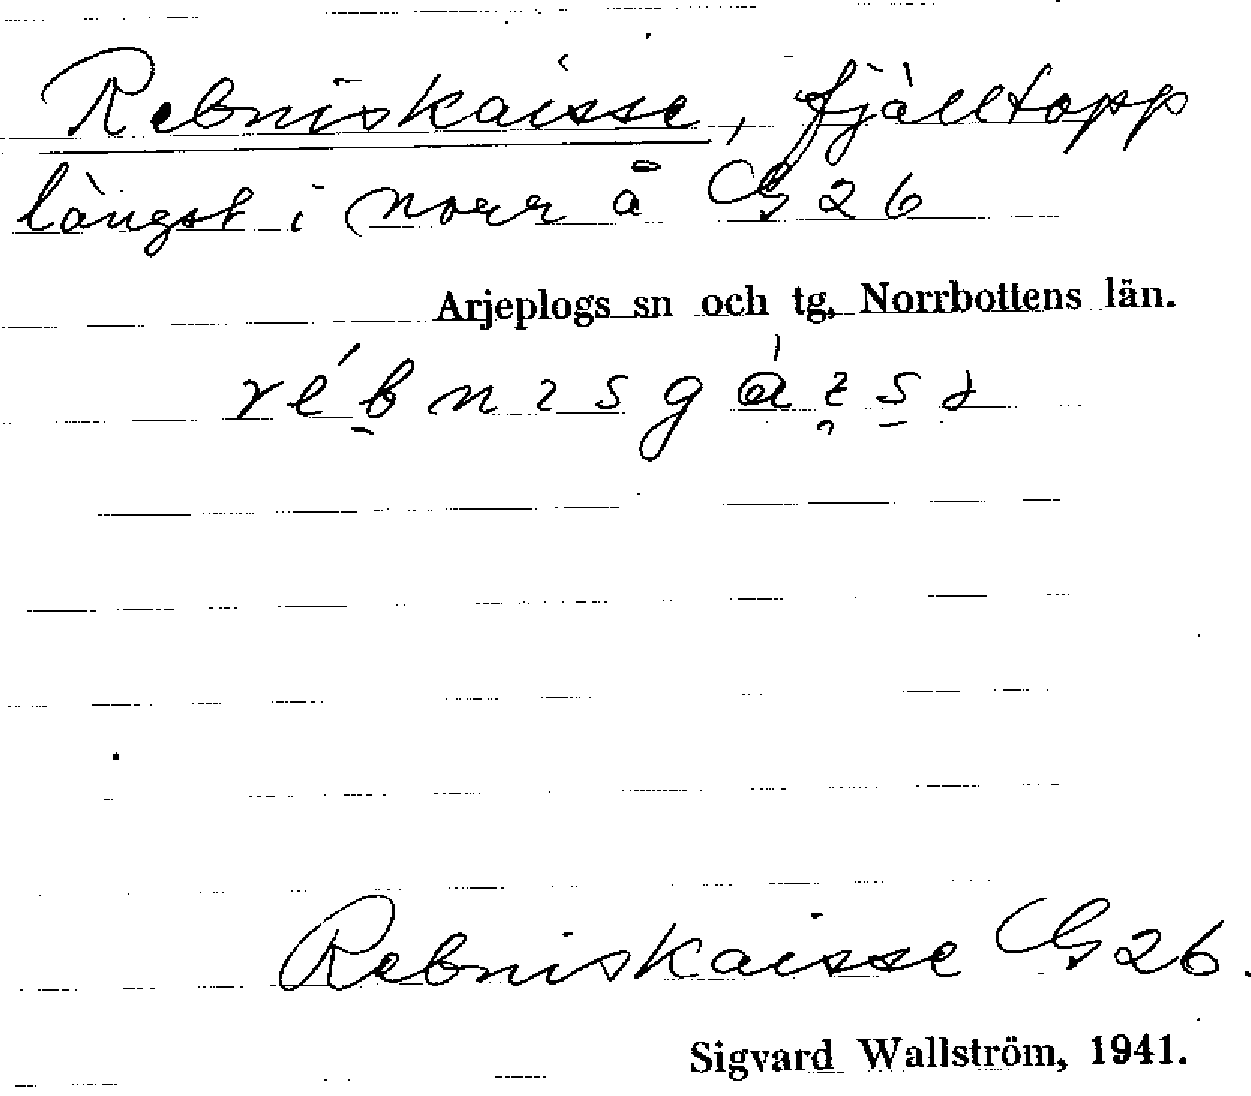 Rebniskaisse, fjälltopp
längst i norr å G 26
Arjeplogs sn och tg, Norrbottens län.
Rebniskaisse G 26.
Sigvard Wallström, 1941.